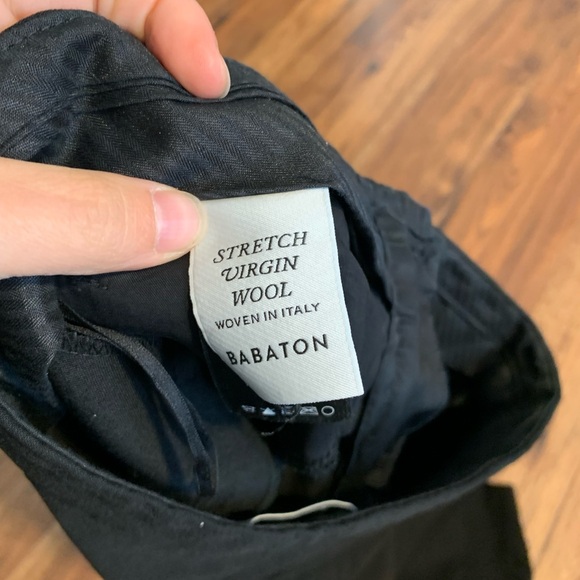 STRETCH
VIRGIN
WOOL
WOVEN IN ITALY
BABATON